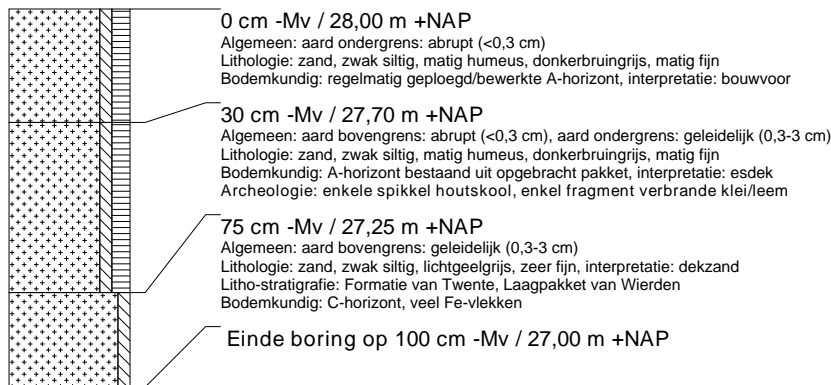 0 cm -Mv / 28,00 m +NAP
Algemeen: aard ondergrens: abrupt (<0,3 cm)
Lithologie: zand, zwak siltig, matig humeus, donkerbruingrijs, matig fijn
Bodemkundig: regelmatig geploegd/bewerkte A-horizont, interpretatie: bouwvoor
30 cm -Mv / 27,70 m +NAP
Algemeen: aard bovengrens: abrupt (<0,3 cm), aard ondergrens: geleidelijk (0,3-3 cm)
Lithologie: zand, zwak siltig, matig humeus, donkerbruingrijs, matig fijn
Bodemkundig: A-horizont bestaand uit opgebracht pakket, interpretatie: esdek
Archeologie: enkele spikkel houtskool, enkel fragment verbrande klei/leem
75 cm -Mv / 27,25 m +NAP
Algemeen: aard bovengrens: geleidelijk (0,3-3 cm)
Lithologie: zand, zwak siltig, lichtgeelgrijs, zeer fijn, interpretatie: dekzand
Litho-stratigrafie: Formatie van Twente, Laagpakket van Wierden
Bodemkundig: C-horizont, veel Fe-vlekken
Einde boring op 100 cm -Mv / 27,00 m +NAP